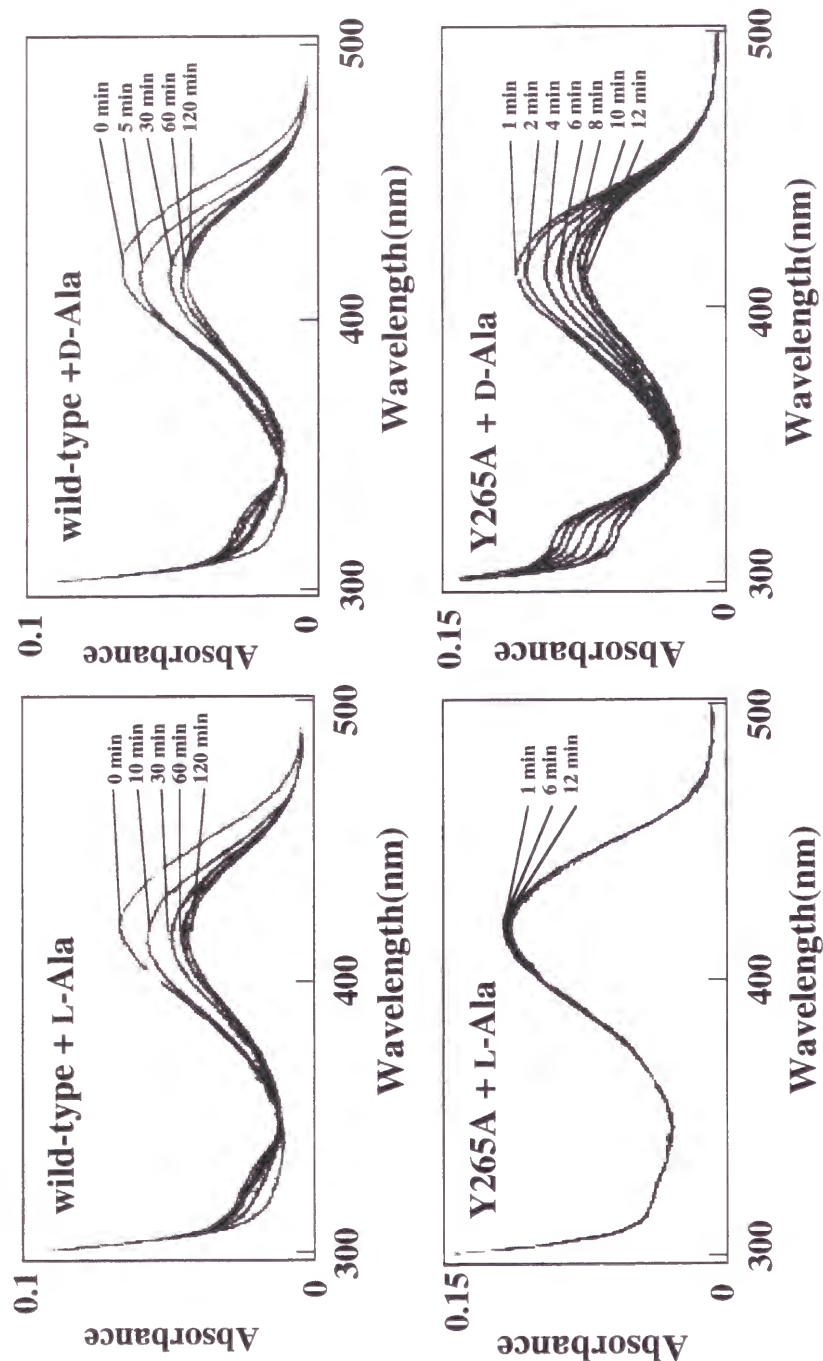 wild-type + L-Ala
0.1
Absorbance
0
0 min
10 min
30 min
60 min
120 min
300
400
500
Wavelength(nm)
wild-type +D-Ala
0.1
Absorbance
0
0 min
5 min
30 min
60 min
120 min
300
400
500
Wavelength(nm)
Y265A + L-Ala
0.15
Absorbance
0
1 min
6 min
12 min
300
400
500
Wavelength(nm)
Y265A + D-Ala
0.15
Absorbance
0
1 min
2 min
4 min
6 min
8 min
10 min
12 min
300
400
500
Wavelength(nm)